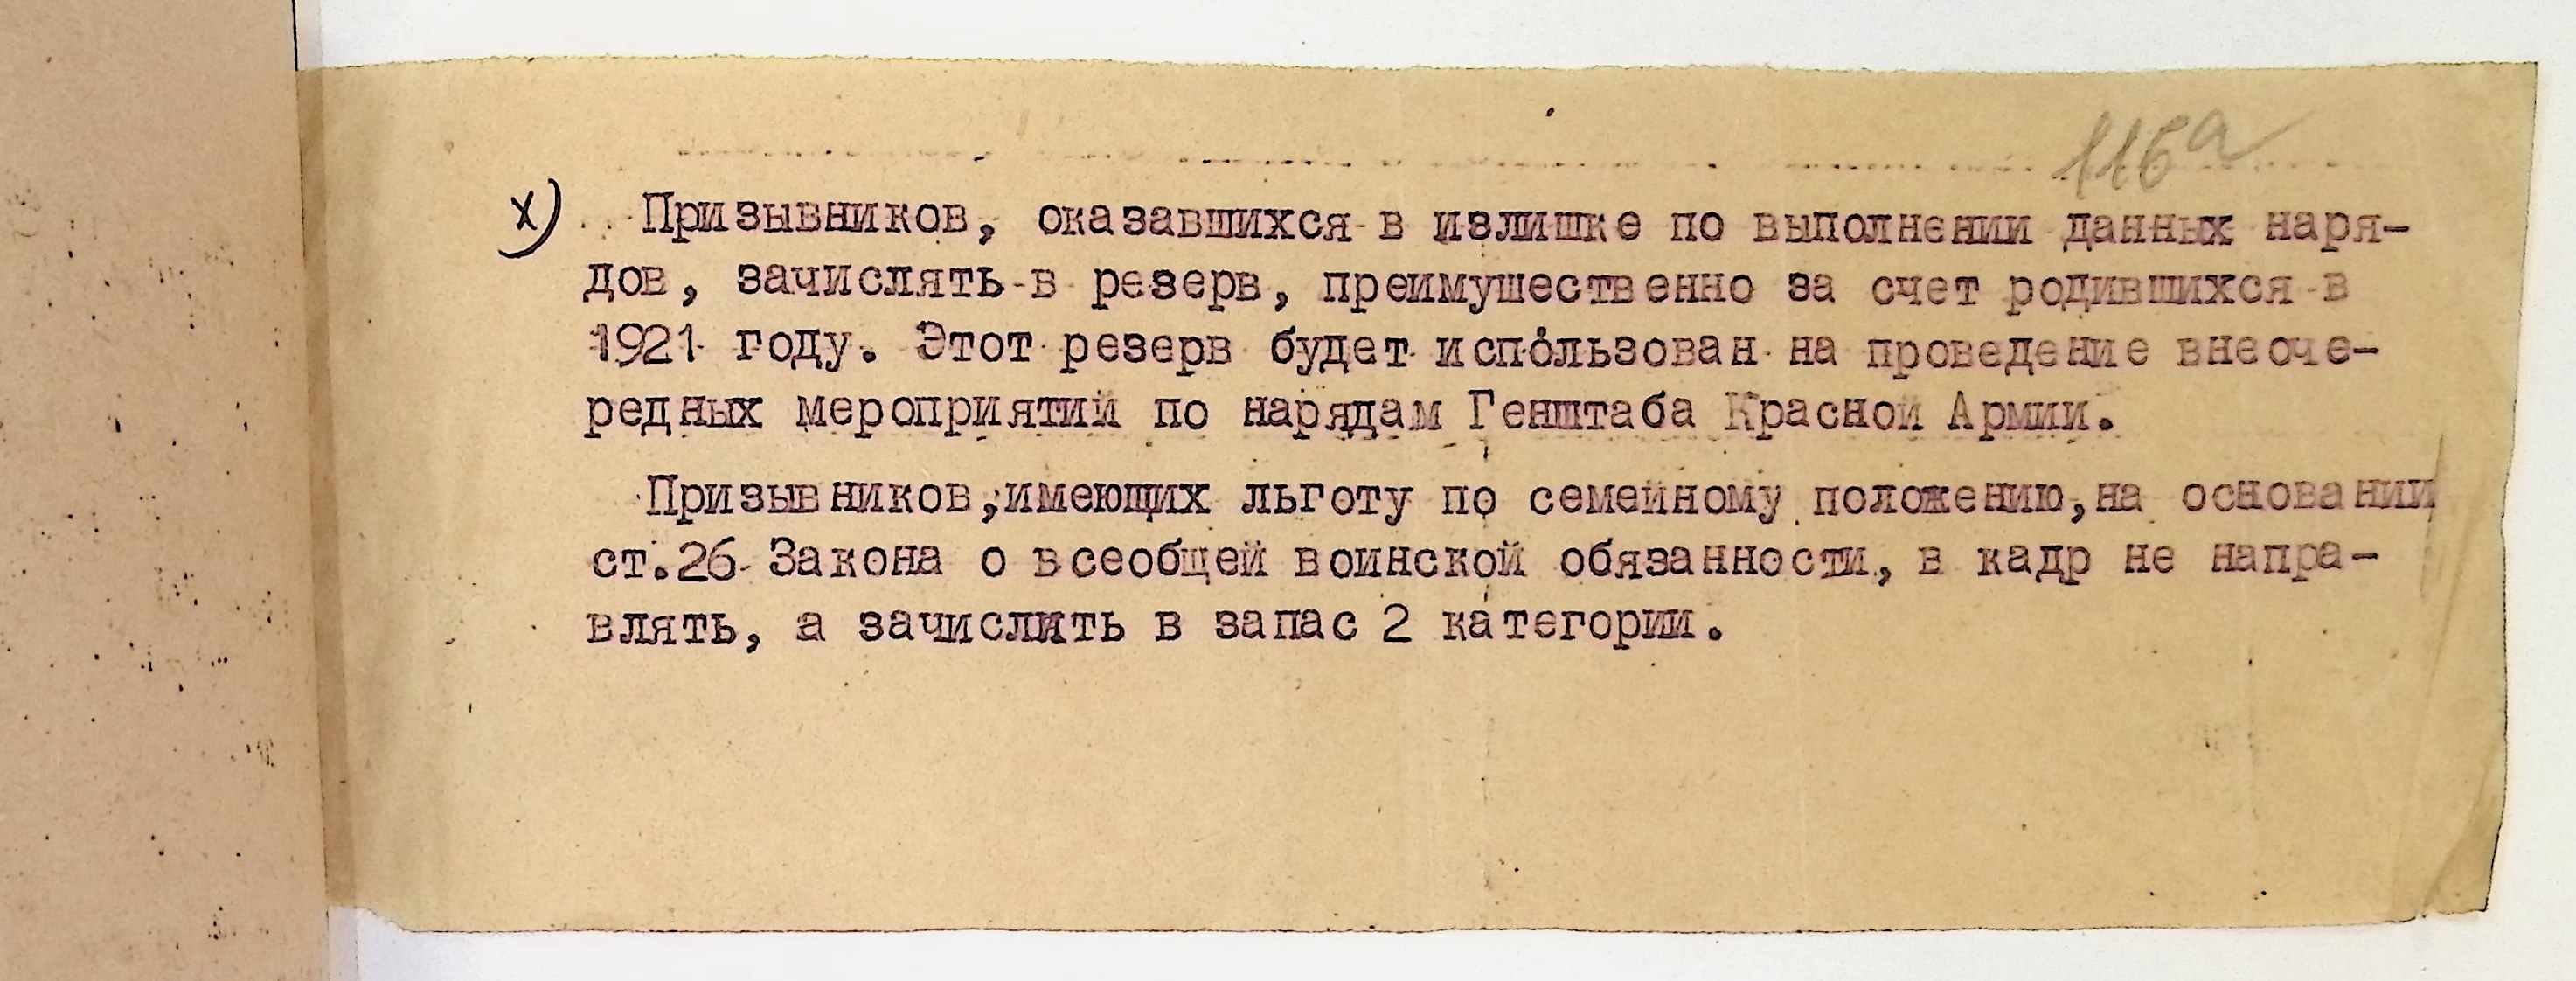 116а
х) Призывников, оказавшихся в излишке по выполнении данных наря-
дов, зачислять в резерв, преимушественно за счет родившихся в
1921 году. Этот резерв будет использован на проведение внеоче-
редных мероприятий по нарядам Генштаба Красной Армии.
Призывников,имеющих льготу по семейному положению,на основании
ст.26 Закона о всеобщей воинской обязанности, в кадр не напра-
влять, а зачислить в запас 2 категории.